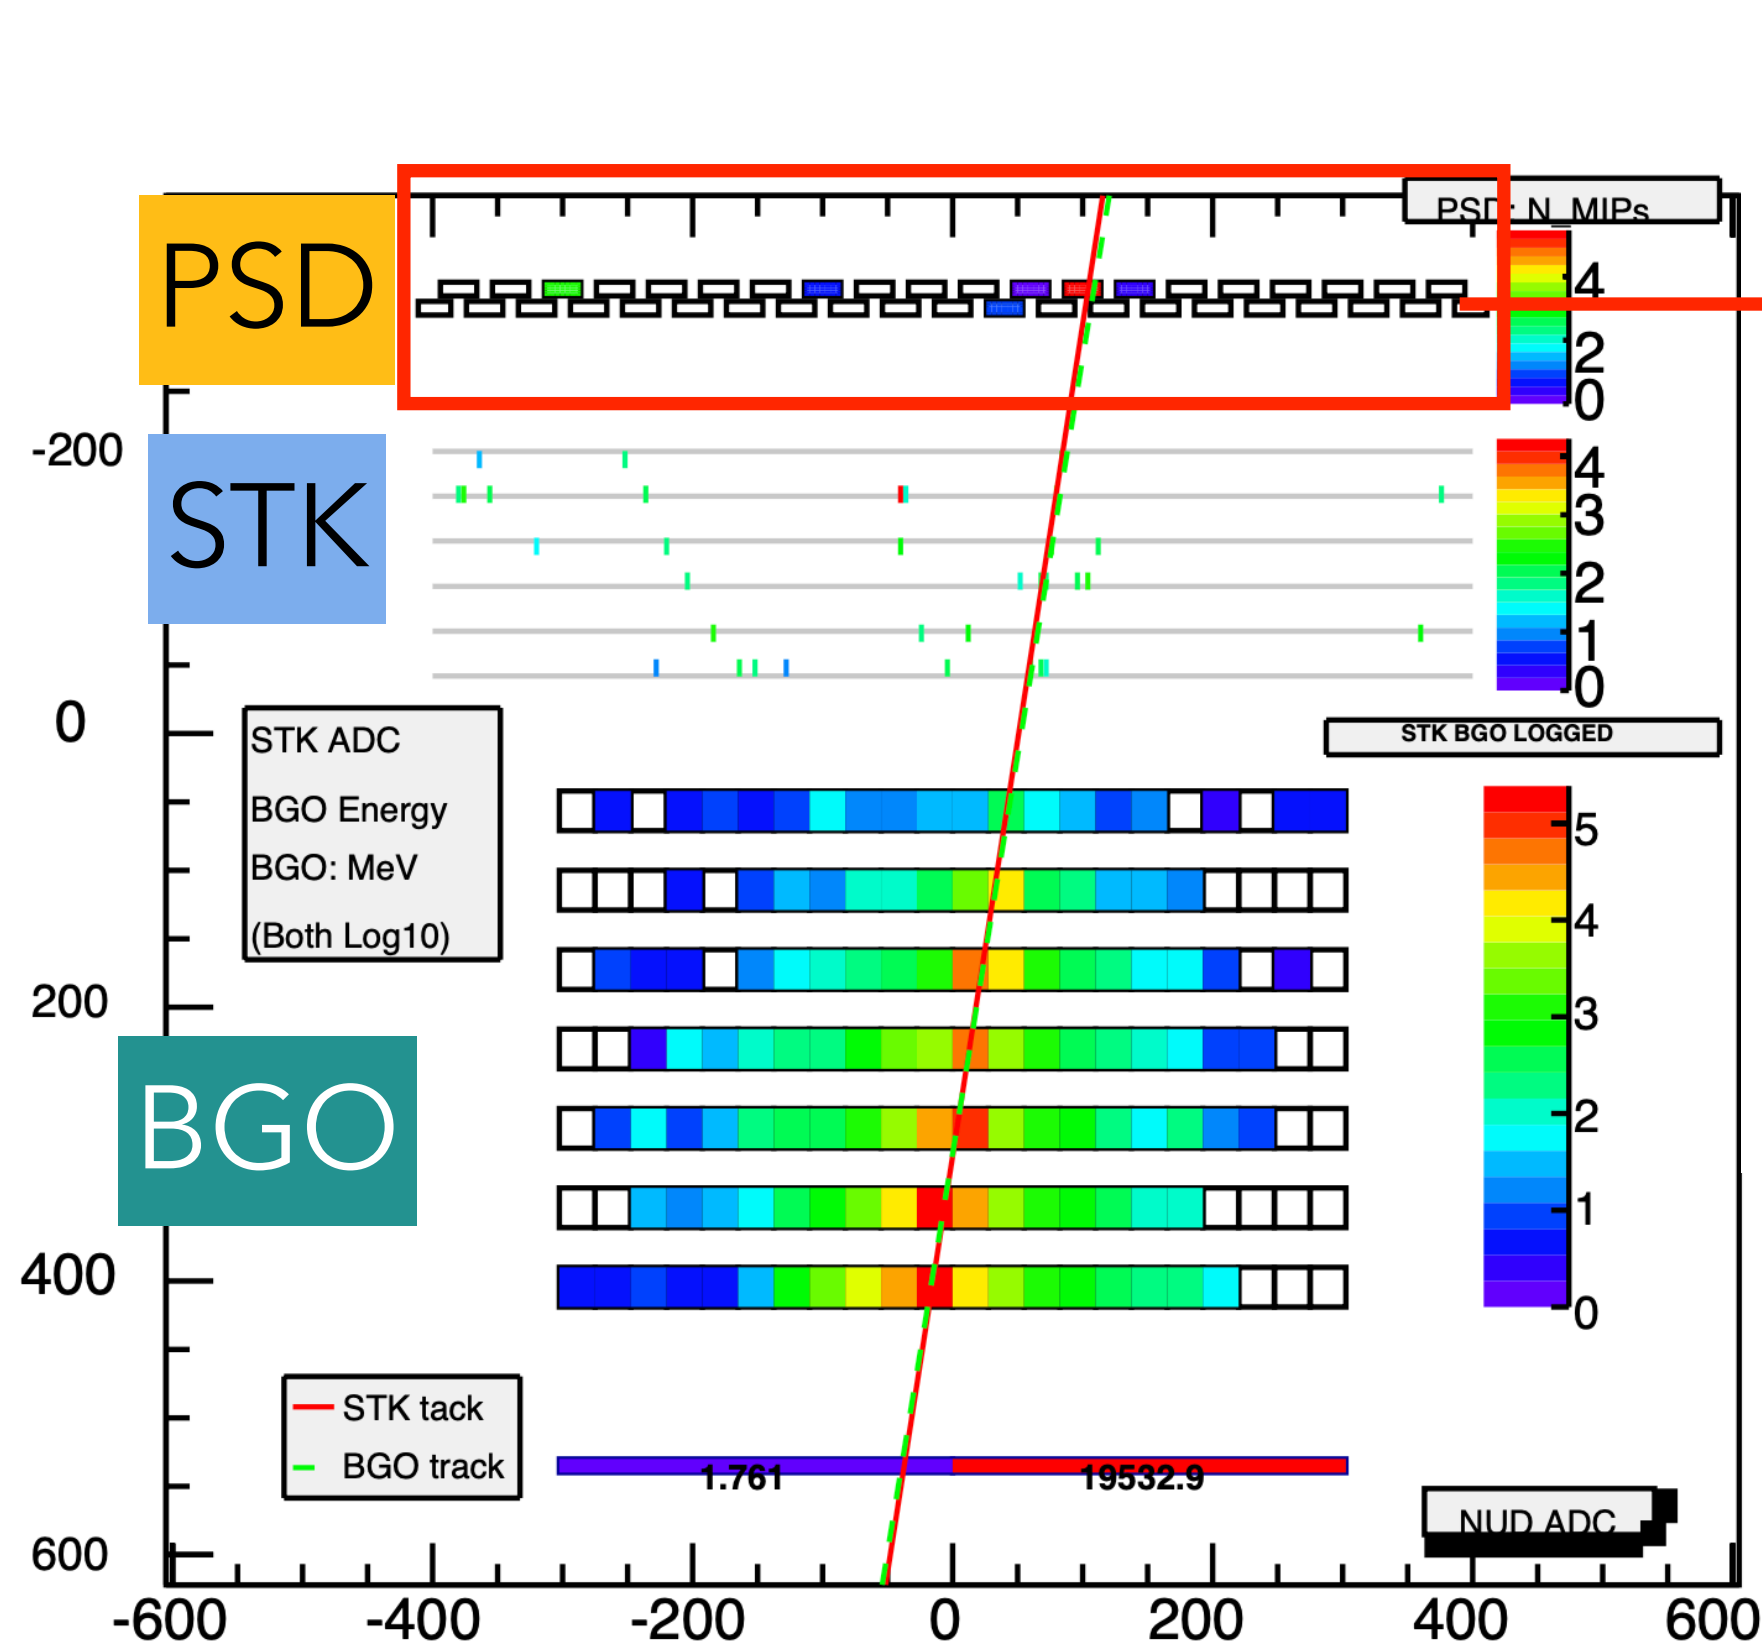 PSD
PSD: N_MIPs
4
2
0
STK
-200
4
3
2
1
0
0
STK ADC
BGO Energy
BGO: MeV
(Both Log10)
STK BGO LOGGED
5
4
3
2
1
0
200
BGO
400
STK tack
BGO track
1.761
19532.9
NUD ADC
600
-600
-400
-200
0
200
400
600